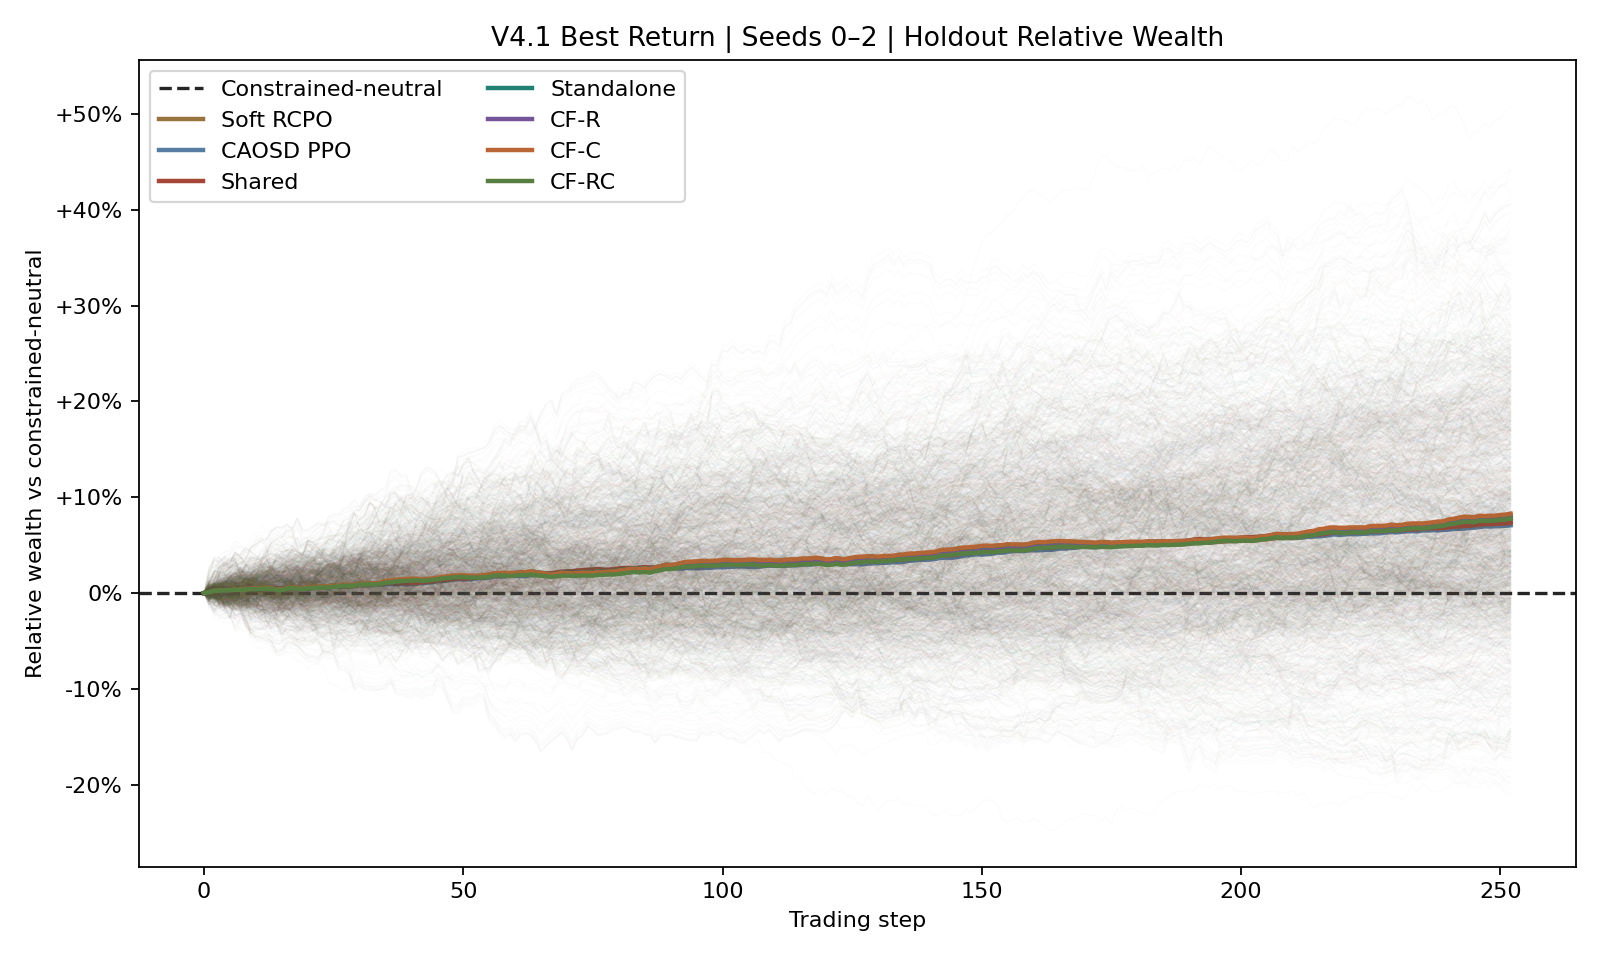 V4.1 Best Return | Seeds 0–2 | Holdout Relative Wealth
Constrained-neutral
Soft RCPO
CAOSD PPO
Shared
Standalone
CF-R
CF-C
CF-RC
+50%
+40%
+30%
+20%
+10%
0%
-10%
-20%
Relative wealth vs constrained-neutral
0 50 100 150 200 250
Trading step